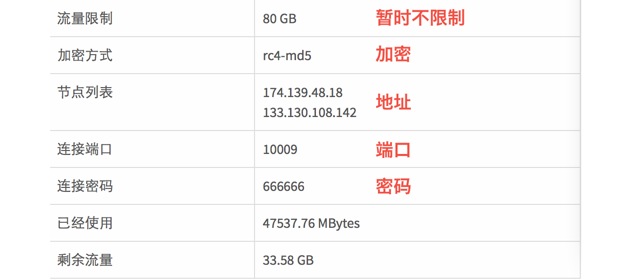 流量限制 80 GB 暂时不限制
加密方式 rc4-md5 加密
节点列表 174.139.48.18
133.130.108.142 地址
连接端口 10009 端口
连接密码 666666 密码
已经使用 47537.76 MBytes
剩余流量 33.58 GB